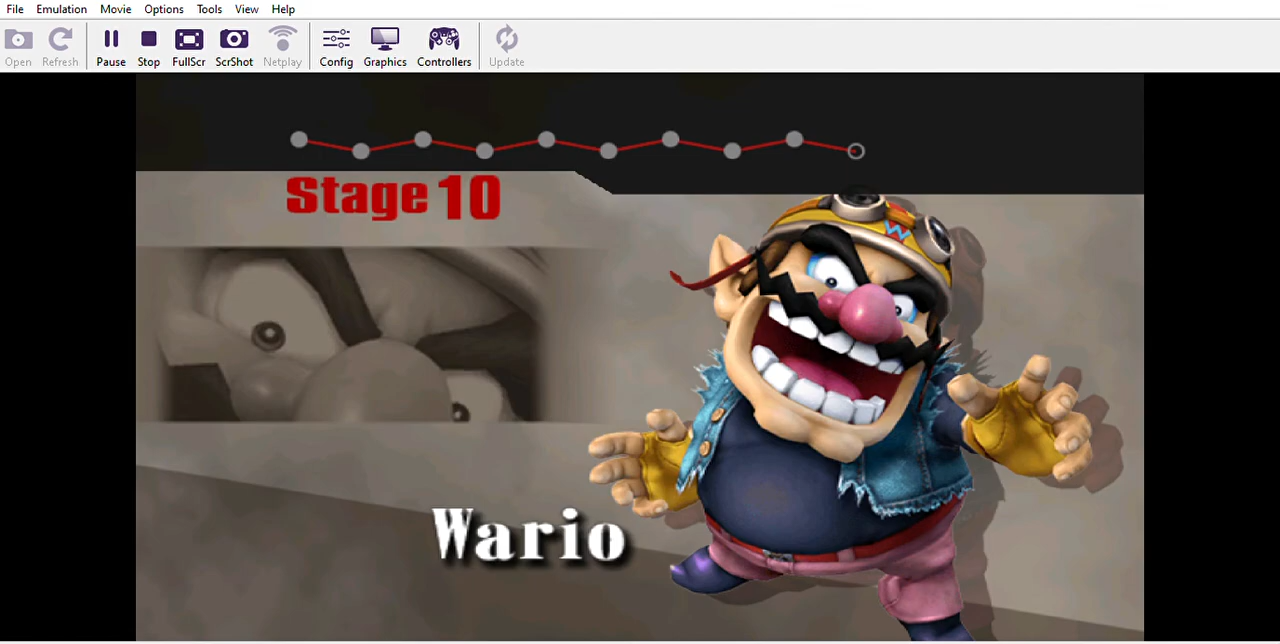 File Emulation Movie Options Tools View Help
Open Refresh Pause Stop FullScr ScrShot Netplay Config Graphics Controllers Update
Stage 10
W
Wario